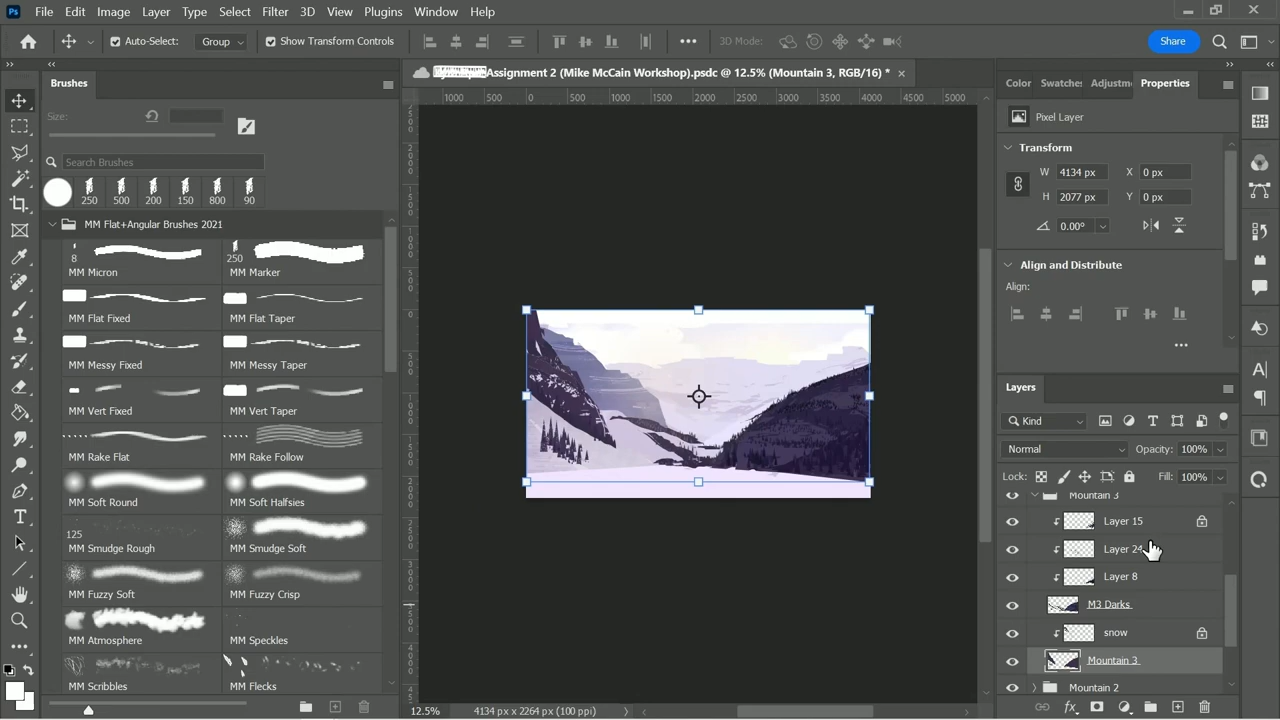 Ps File Edit Image Layer Type Select Filter 3D View Plugins Window Help
Auto-Select: Group Show Transform Controls 3D Mode: Share
Brushes
Size:
Search Brushes
250 500 200 150 800 90
MM Flat+Angular Brushes 2021
8 250
MM Micron MM Marker
MM Flat Fixed MM Flat Taper
MM Messy Fixed MM Messy Taper
MM Vert Fixed MM Vert Taper
MM Rake Flat MM Rake Follow
MM Soft Round MM Soft Halfsies
125
MM Smudge Rough MM Smudge Soft
MM Fuzzy Soft MM Fuzzy Crisp
MM Atmosphere MM Speckles
MM Scribbles MM Flecks
Assignment 2 (Mike McCain Workshop).psdc @ 12.5% (Mountain 3, RGB/16) *
1000 500 0 500 1000 1500 2000 2500 3000 3500 4000 4500 5000
12.5% 4134 px x 2264 px (100 ppi)
Color Swatche Adjustm Properties
Pixel Layer
Transform
W 4134 px X 0 px
H 2077 px Y 0 px
0.00°
Align and Distribute
Align:
Layers
Kind
Normal Opacity: 100%
Lock: Fill: 100%
Mountain 3
Layer 15
Layer 24
Layer 8
M3 Darks
snow
Mountain 3
Mountain 2
fx